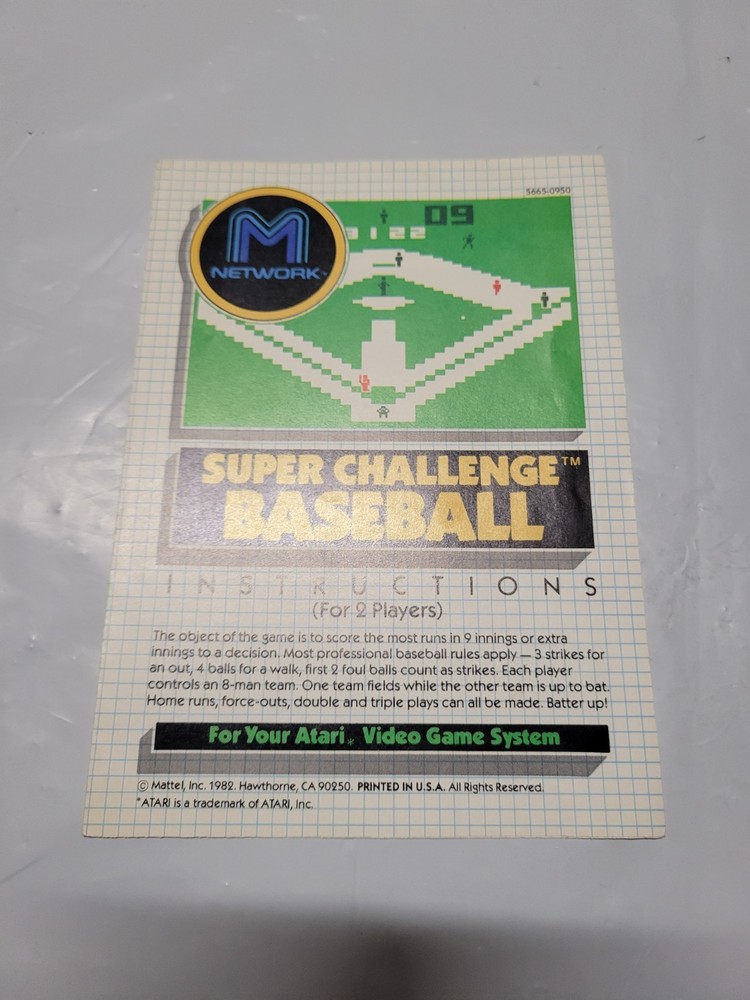 5663-0950
M
NETWORK™
09
SUPER CHALLENGE™
BASEBALL
INSTRUCTIONS
(For 2 Players)
The object of the game is to score the most runs in 9 innings or extra
innings to a decision. Most professional baseball rules apply — 3 strikes for
an out, 4 balls for a walk, first 2 foul balls count as strikes. Each player
controls an 8-man team. One team fields while the other team is up to bat.
Home runs, force-outs, double and triple plays can all be made. Batter up!
For Your Atari* Video Game System
© Mattel, Inc. 1982. Hawthorne, CA 90250. PRINTED IN U.S.A. All Rights Reserved.
*ATARI is a trademark of ATARI, Inc.